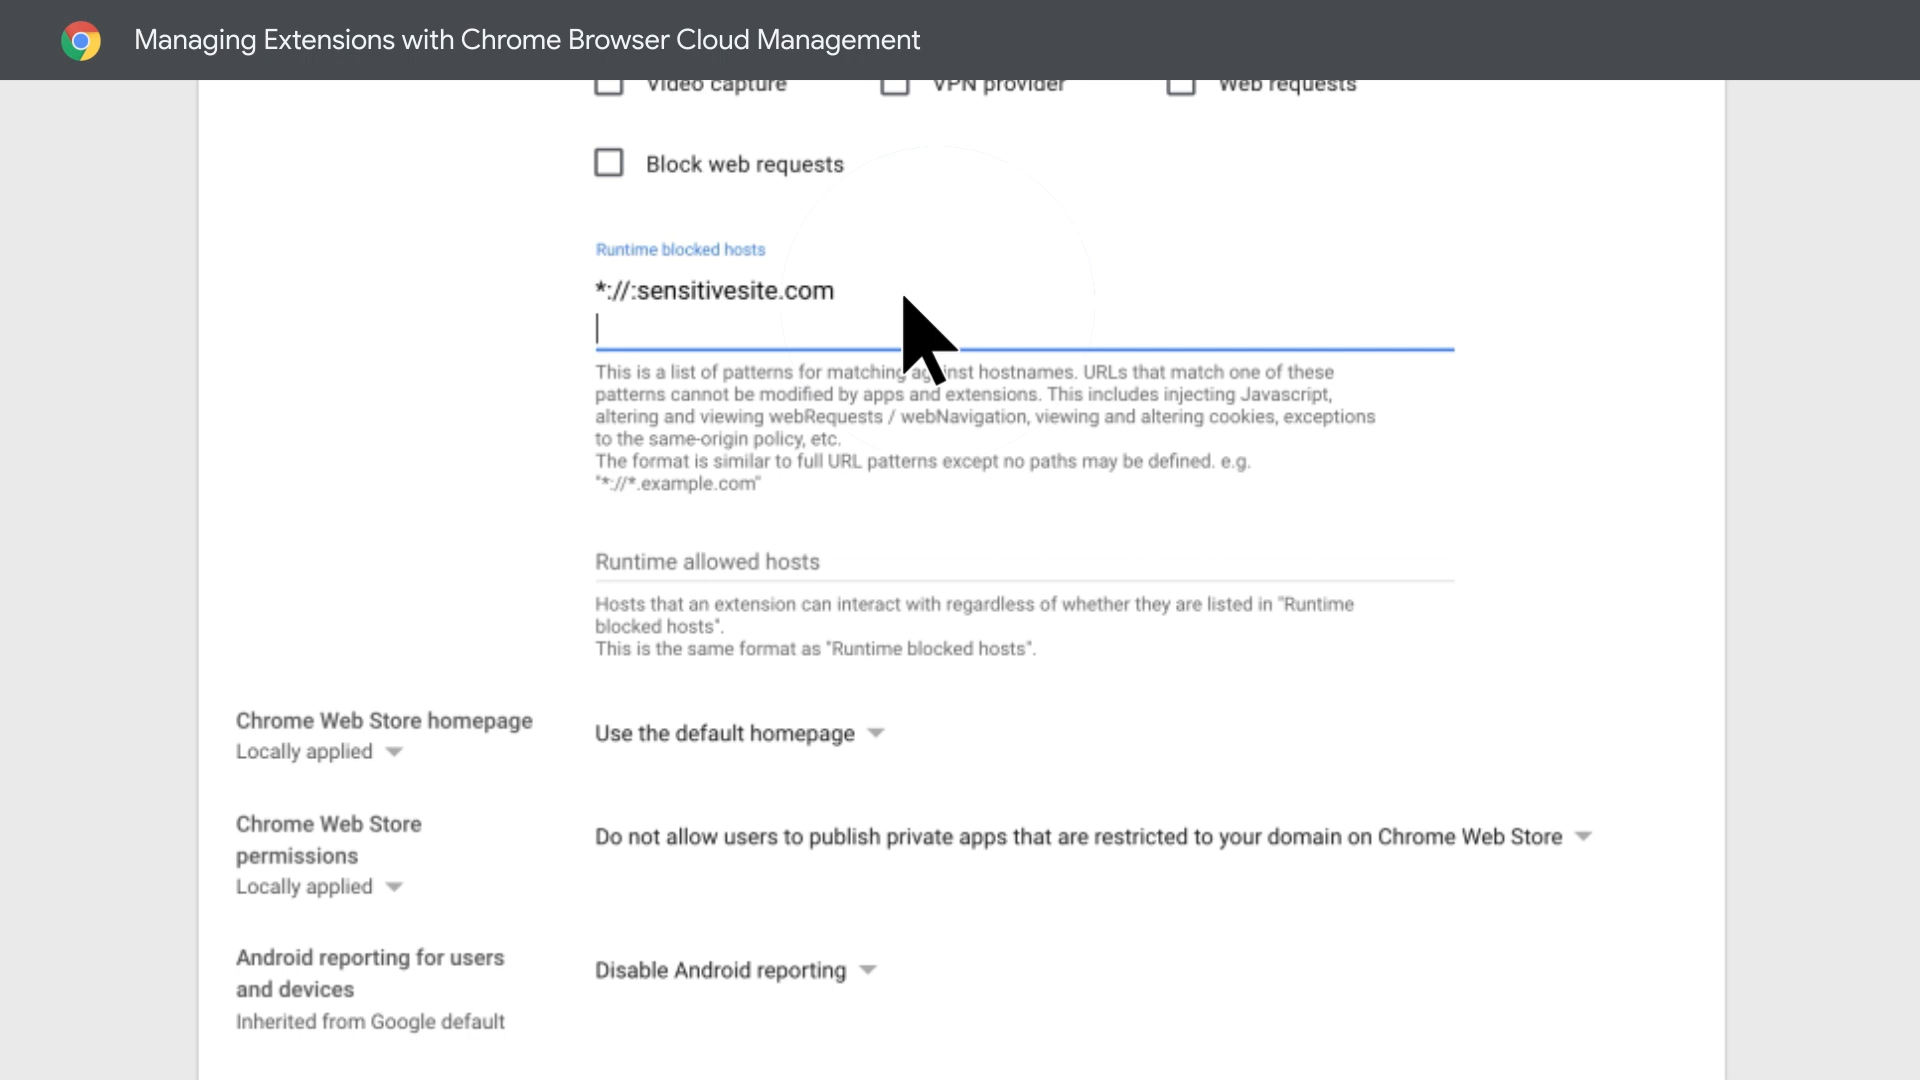 Managing Extensions with Chrome Browser Cloud Management
Video capture
VPN provider
Web requests
Block web requests
Runtime blocked hosts
*://:sensitivesite.com
This is a list of patterns for matching against hostnames. URLs that match one of these
patterns cannot be modified by apps and extensions. This includes injecting Javascript,
altering and viewing webRequests / webNavigation, viewing and altering cookies, exceptions
to the same-origin policy, etc.
The format is similar to full URL patterns except no paths may be defined. e.g.
"*://*.example.com"
Runtime allowed hosts
Hosts that an extension can interact with regardless of whether they are listed in "Runtime
blocked hosts".
This is the same format as "Runtime blocked hosts".
Chrome Web Store homepage
Locally applied
Use the default homepage
Chrome Web Store
permissions
Locally applied
Do not allow users to publish private apps that are restricted to your domain on Chrome Web Store
Android reporting for users
and devices
Inherited from Google default
Disable Android reporting